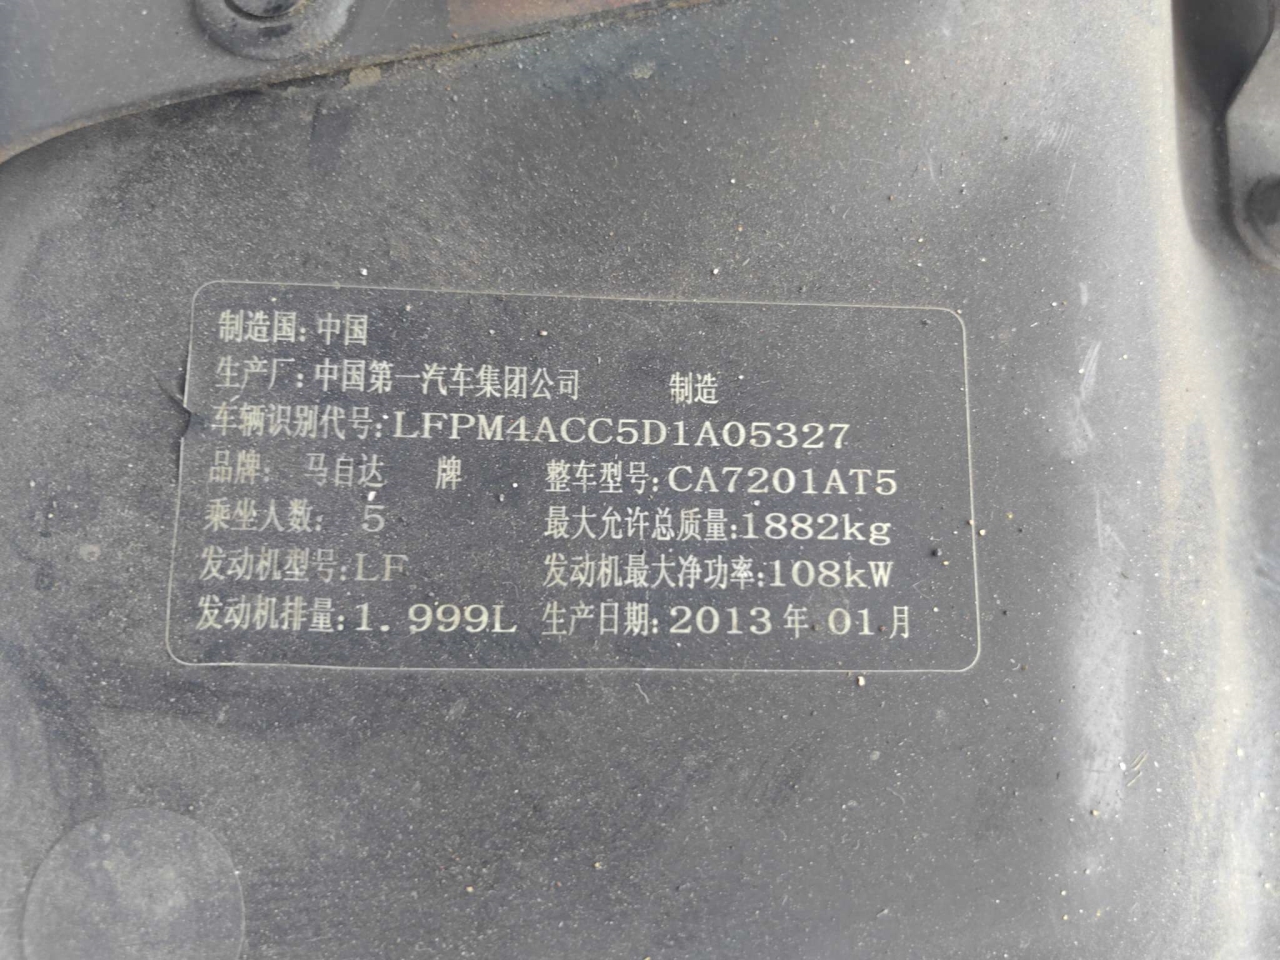 制造国:中国
生产厂:中国第一汽车集团公司 制造
车辆识别代号:LFPM4ACC5D1A05327
品牌: 马自达 牌 整车型号:CA7201AT5
乘坐人数: 5 最大允许总质量:1882kg
发动机型号:LF 发动机最大净功率:108kW
发动机排量:1.999L 生产日期:2013年01月